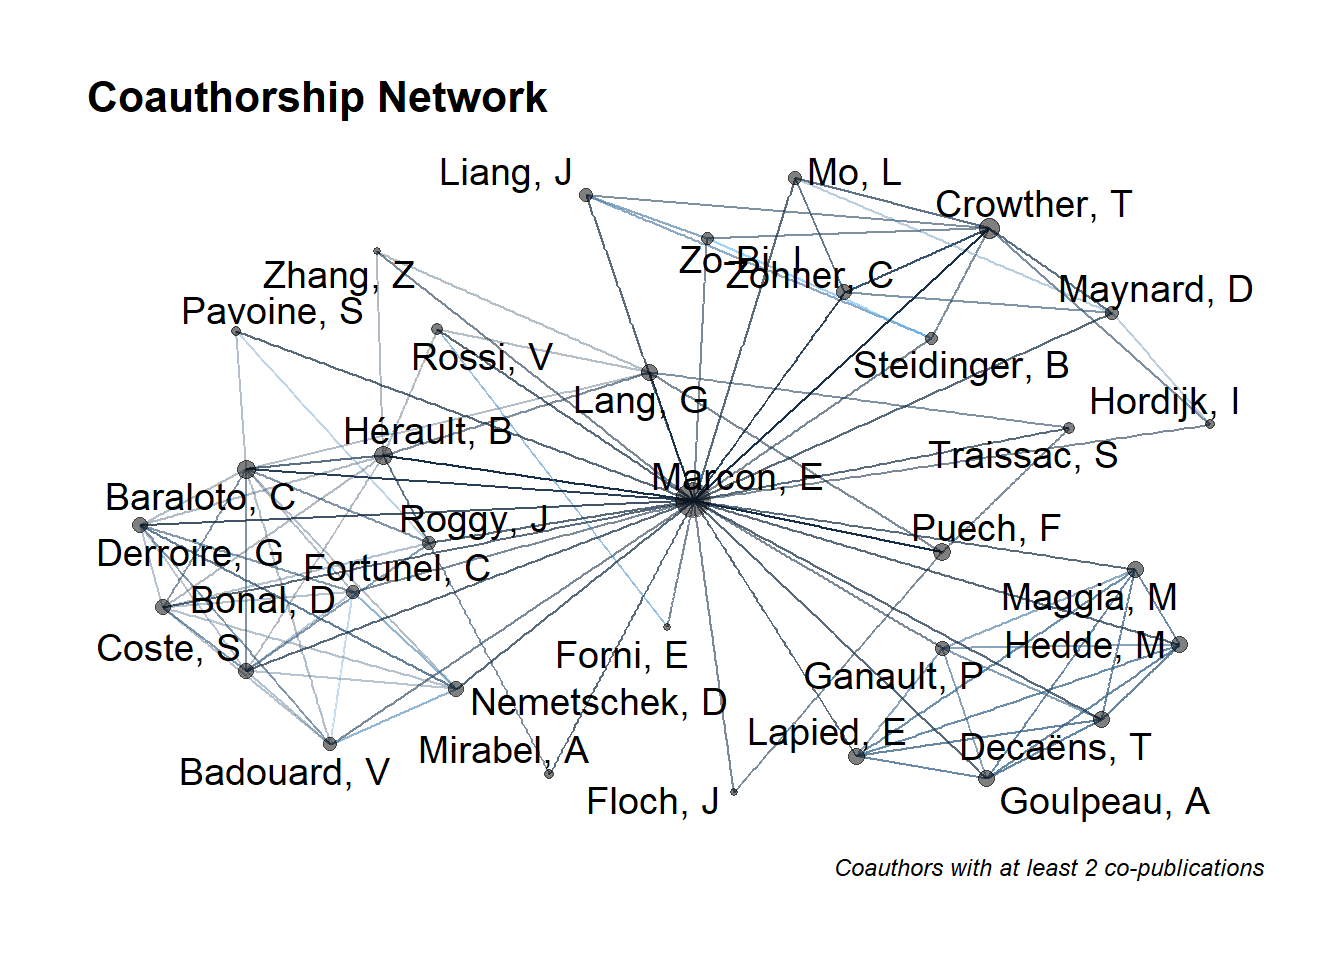 Coauthorship Network
Liang, J
Mo, L
Crowther, T
Zo-Bi, I
Zohner, C
Zhang, Z
Maynard, D
Pavoine, S
Rossi, V
Steidinger, B
Lang, G
Hordijk, I
Hérault, B
Traissac, S
Marcon, E
Baraloto, C
Roggy, J
Puech, F
Derroire, G
Fortunel, C
Bonal, D
Maggia, M
Coste, S
Forni, E
Hedde, M
Ganault, P
Nemetschek, D
Lapied, E
Mirabel, A
Decaëns, T
Badouard, V
Floch, J
Goulpeau, A
Coauthors with at least 2 co-publications